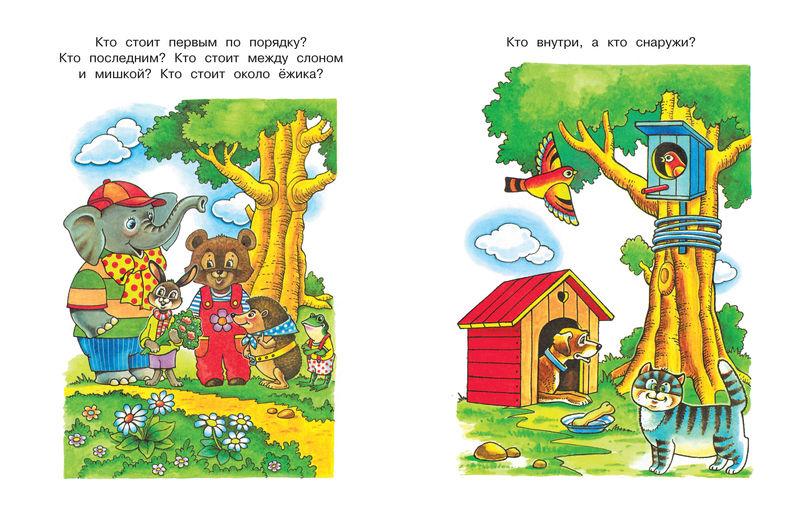 Кто стоит первым по порядку?
Кто последним? Кто стоит между слоном
и мишкой? Кто стоит около ёжика?
Кто внутри, а кто снаружи?